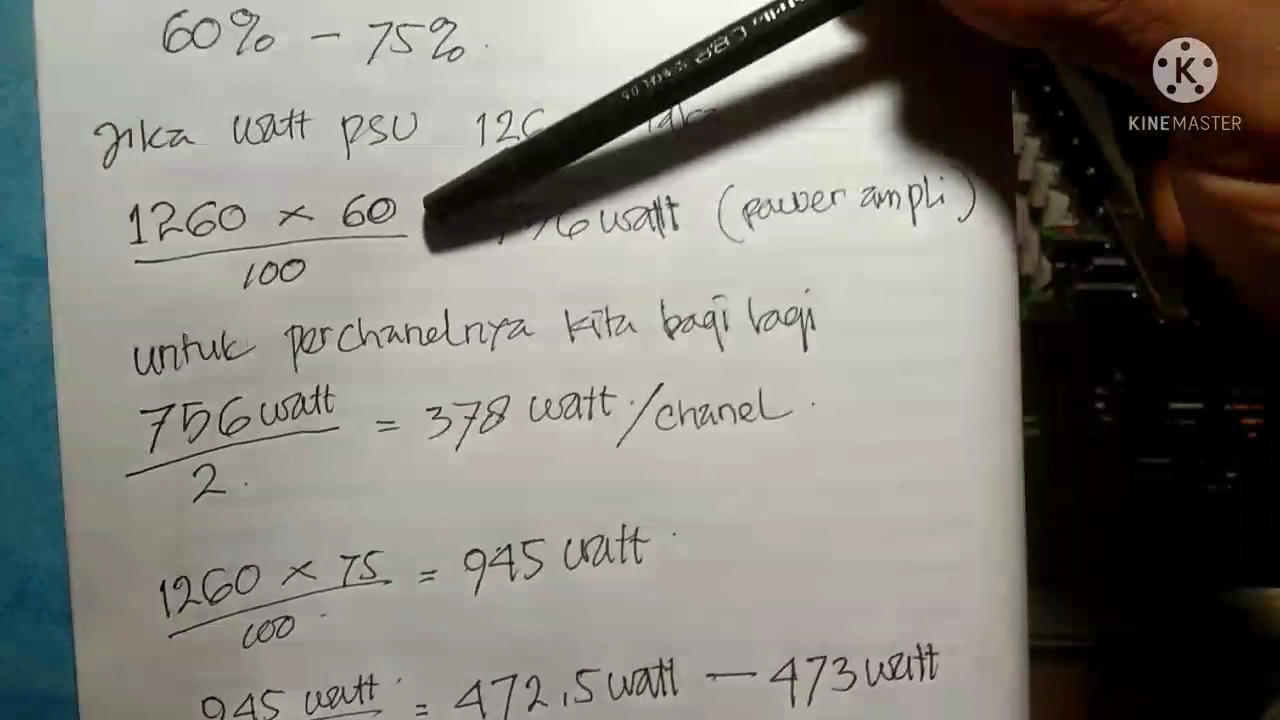 60% - 75%.
Jika watt PSU
1260 × 60
watt (power ampli)
100
untuk perchanelnya kita bagi bagi
756 watt = 378 watt./chanel.
2.
1260 × 75 = 945 watt.
100
945 watt = 472.5 watt — 473 watt
K
KINEMASTER